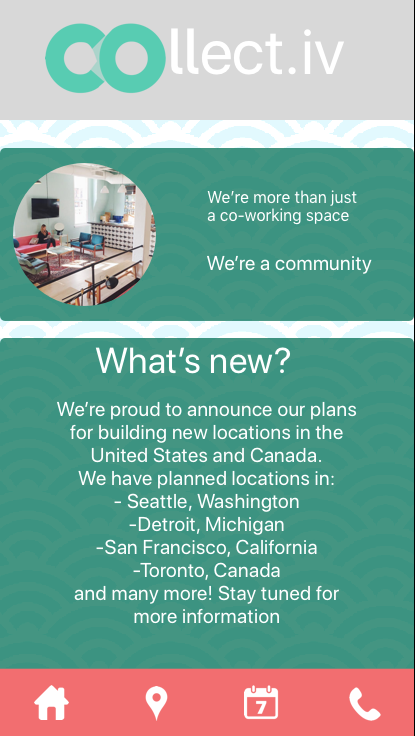 collect.iv
We're more than just
a co-working space
We're a community
What's new?
We're proud to announce our plans
for building new locations in the
United States and Canada.
We have planned locations in:
- Seattle, Washington
-Detroit, Michigan
-San Francisco, California
-Toronto, Canada
and many more! Stay tuned for
more information
7